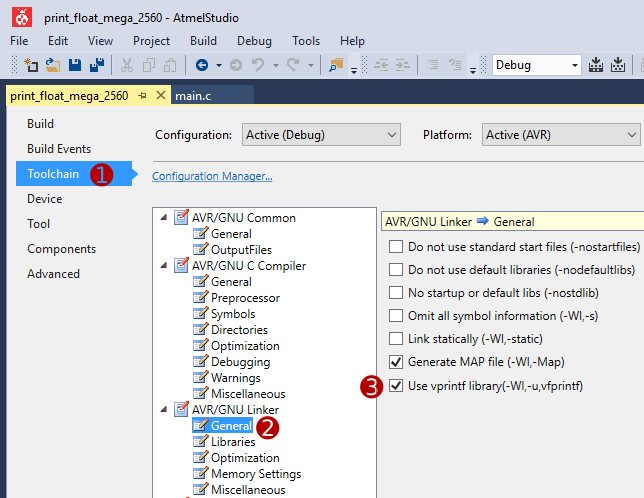 print_float_mega_2560 - AtmelStudio
File Edit View Project Build Debug Tools Help
Debug
print_float_mega_2560 main.c
Build
Build Events
Toolchain 1
Device
Tool
Components
Advanced
Configuration: Active (Debug) Platform: Active (AVR)
Configuration Manager...
AVR/GNU Common
General
OutputFiles
AVR/GNU C Compiler
General
Preprocessor
Symbols
Directories
Optimization
Debugging
Warnings
Miscellaneous
AVR/GNU Linker
General 2
Libraries
Optimization
Memory Settings
Miscellaneous
AVR/GNU Linker ➡ General
Do not use standard start files (-nostartfiles)
Do not use default libraries (-nodefaultlibs)
No startup or default libs (-nostdlib)
Omit all symbol information (-Wl,-s)
Link statically (-Wl,-static)
Generate MAP file (-Wl,-Map)
3 Use vprintf library(-Wl,-u,vfprintf)